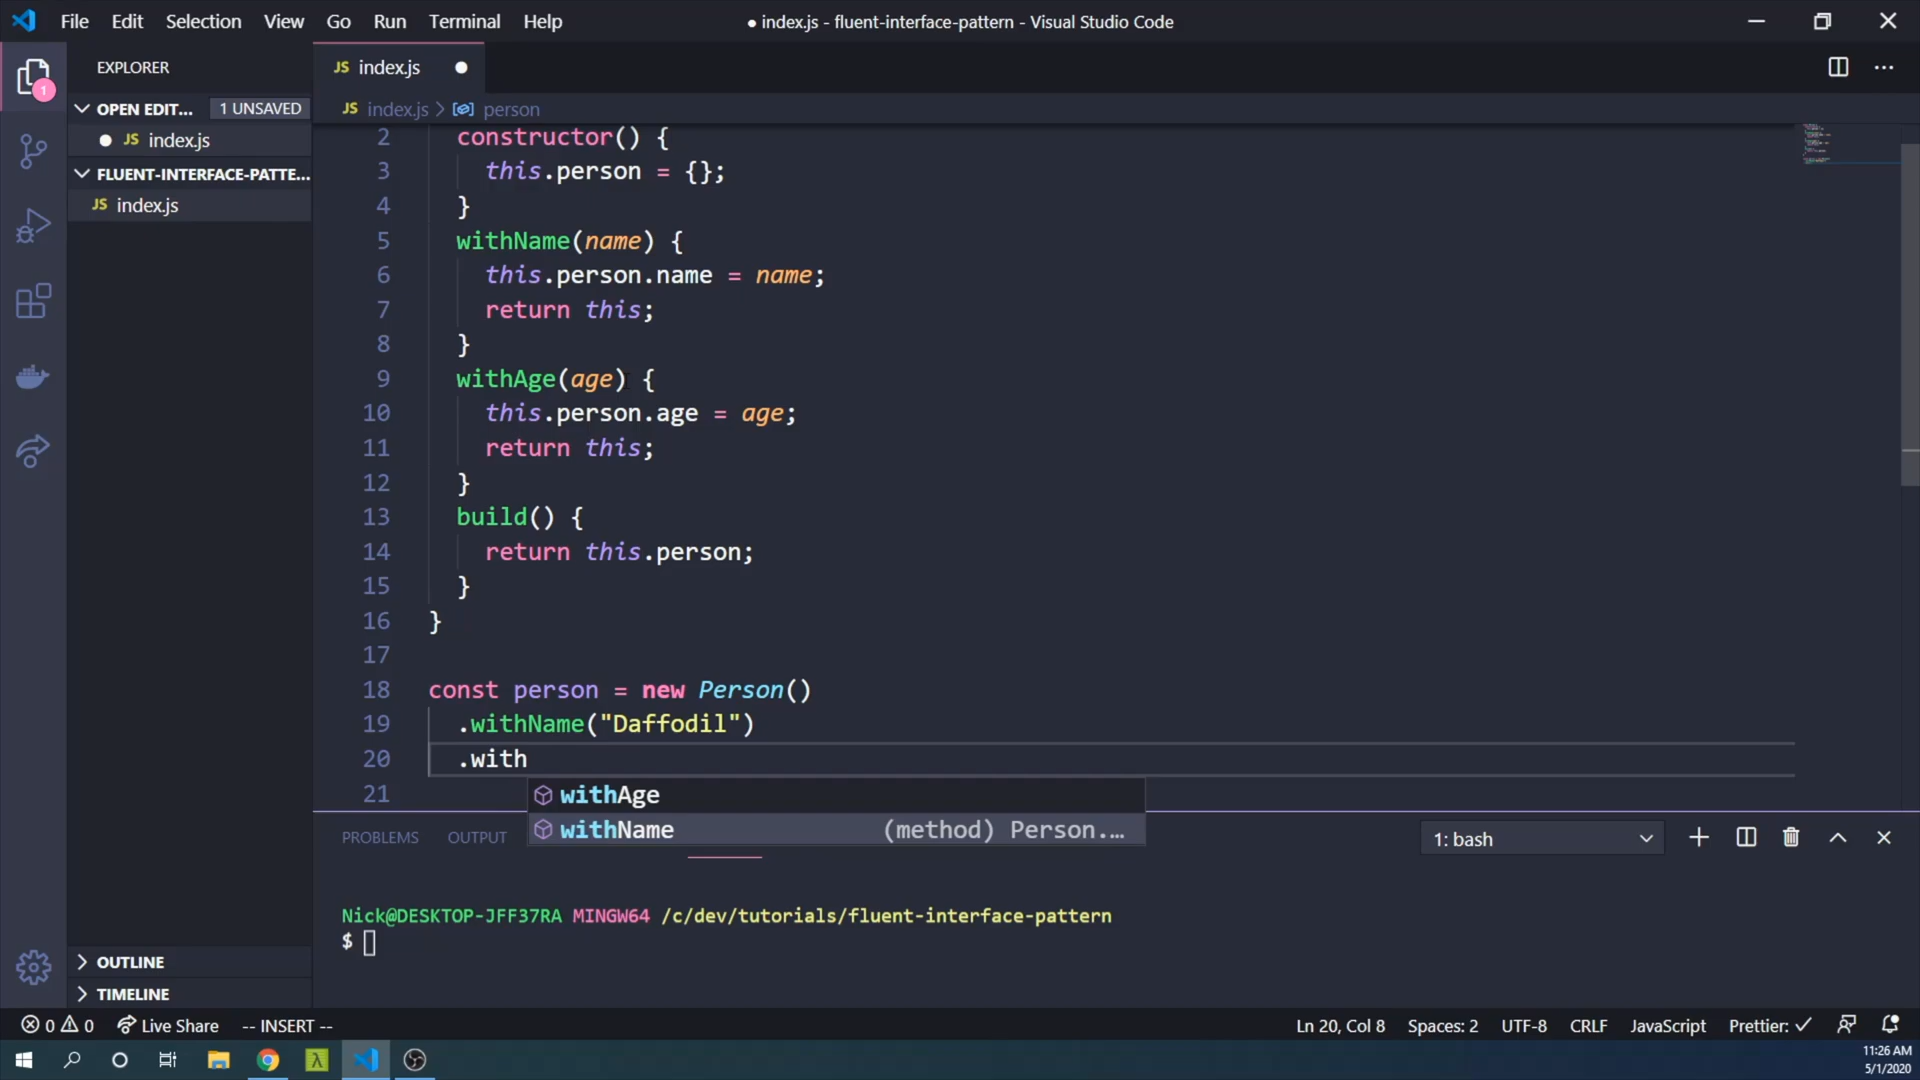 File Edit Selection View Go Run Terminal Help
● index.js - fluent-interface-pattern - Visual Studio Code
EXPLORER
1
OPEN EDIT... 1 UNSAVED
JS index.js
FLUENT-INTERFACE-PATTE...
JS index.js
OUTLINE
TIMELINE
JS index.js
JS index.js > person
2 constructor() {
3 this.person = {};
4 }
5 withName(name) {
6 this.person.name = name;
7 return this;
8 }
9 withAge(age) {
10 this.person.age = age;
11 return this;
12 }
13 build() {
14 return this.person;
15 }
16 }
17
18 const person = new Person()
19 .withName("Daffodil")
20 .with
21
withAge
withName (method) Person.…
PROBLEMS OUTPUT
1: bash
Nick@DESKTOP-JFF37RA MINGW64 /c/dev/tutorials/fluent-interface-pattern
$
0 0 Live Share -- INSERT --
Ln 20, Col 8 Spaces: 2 UTF-8 CRLF JavaScript Prettier: ✓
11:26 AM
5/1/2020